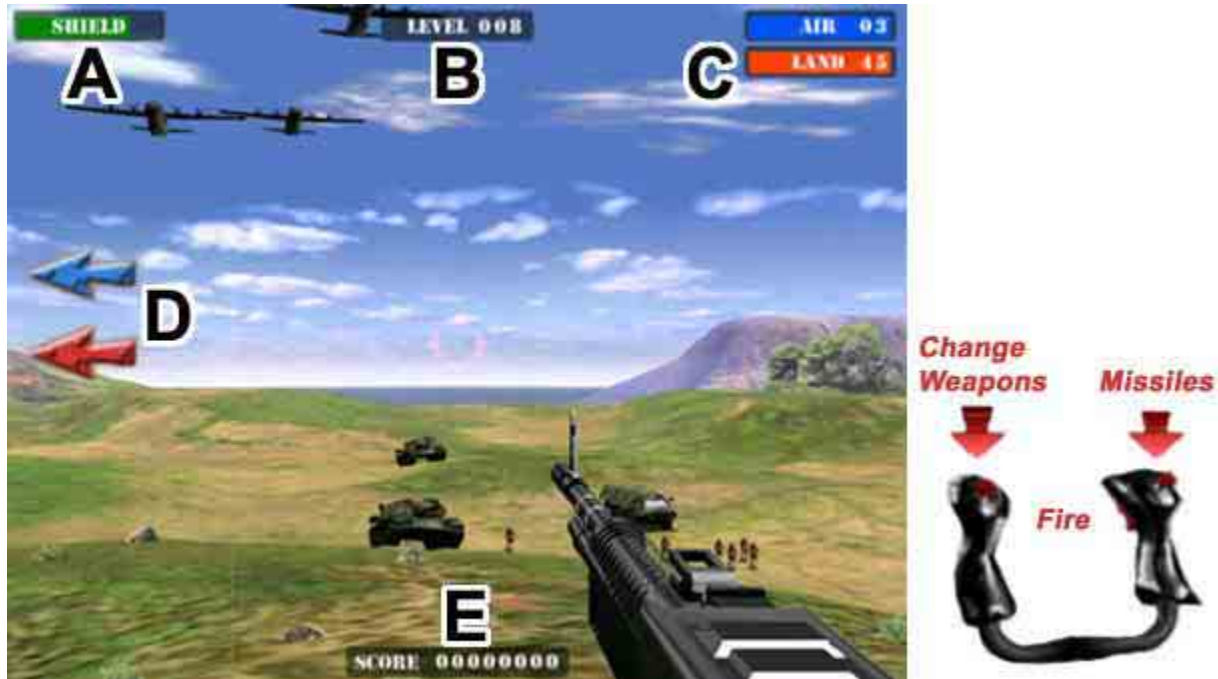 SHIELD
LEVEL 008
AIR 03
LAND 45
A
B
C
D
E
SCORE 00000000
Change
Weapons
Missiles
Fire